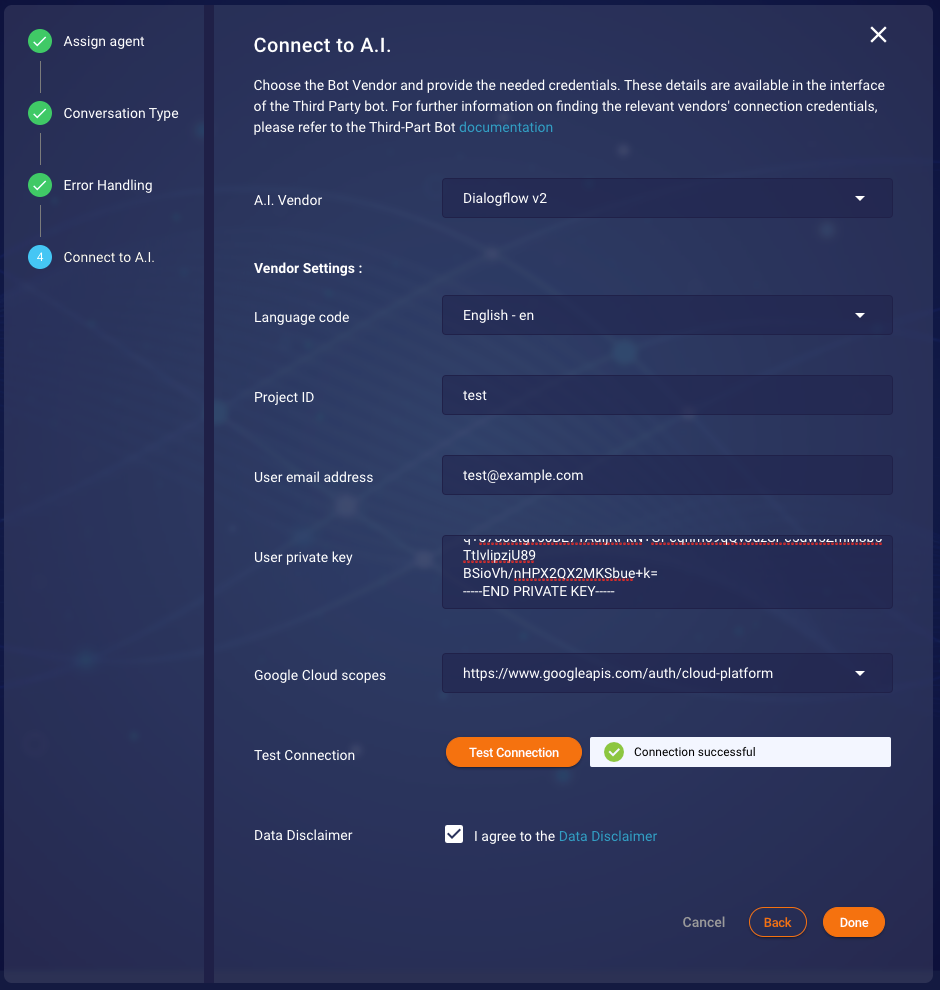 Assign agent
Conversation Type
Error Handling
4
Connect to A.I.
Connect to A.I.
Choose the Bot Vendor and provide the needed credentials. These details are available in the interface
of the Third Party bot. For further information on finding the relevant vendors' connection credentials,
please refer to the Third-Part Bot documentation
A.I. Vendor
Dialogflow v2
Vendor Settings :
Language code
English - en
Project ID
test
User email address
test@example.com
User private key
TtIvlipzjU89
BSioVh/nHPX2QX2MKSbue+k=
-----END PRIVATE KEY-----
Google Cloud scopes
https://www.googleapis.com/auth/cloud-platform
Test Connection
Test Connection
Connection successful
Data Disclaimer
I agree to the Data Disclaimer
Cancel
Back
Done